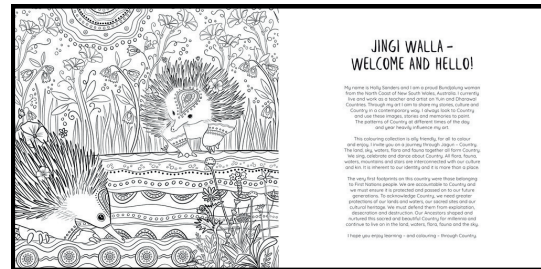 JINGI WALLA –
WELCOME AND HELLO!
My name is Holly Sanders and I am a proud Bundjalung woman
from the North Coast of New South Wales, Australia. I currently
live and work as a teacher and artist on Yuin and Dharawal
Countries. Through my art I aim to share my stories, culture and
Country in a contemporary way. I always look to Country
and use these images, stories and memories to paint.
The patterns of Country at different times of the day
and year heavily influence my art.
This colouring collection is ally friendly, for all to colour
and enjoy. I invite you on a journey through Jagun – Country.
The land, sky, waters, flora and fauna together all form Country.
We sing, celebrate and dance about Country. All flora, fauna,
waters, mountains and stars are interconnected with our culture
and kin. It is inherent to our identity and it is more than a place.
The very first footprints on this country were those belonging
to First Nations people. We are accountable to Country and
we must ensure it is protected and passed on to our future
generations. To acknowledge Country, we need greater
protections of our lands and waters, our sacred sites and our
cultural heritage. We must defend them from exploitation,
desecration and destruction. Our Ancestors shaped and
nurtured this sacred and beautiful Country for millennia and
continue to live on in the land, waters, flora, fauna and the sky.
I hope you enjoy learning – and colouring – through Country.